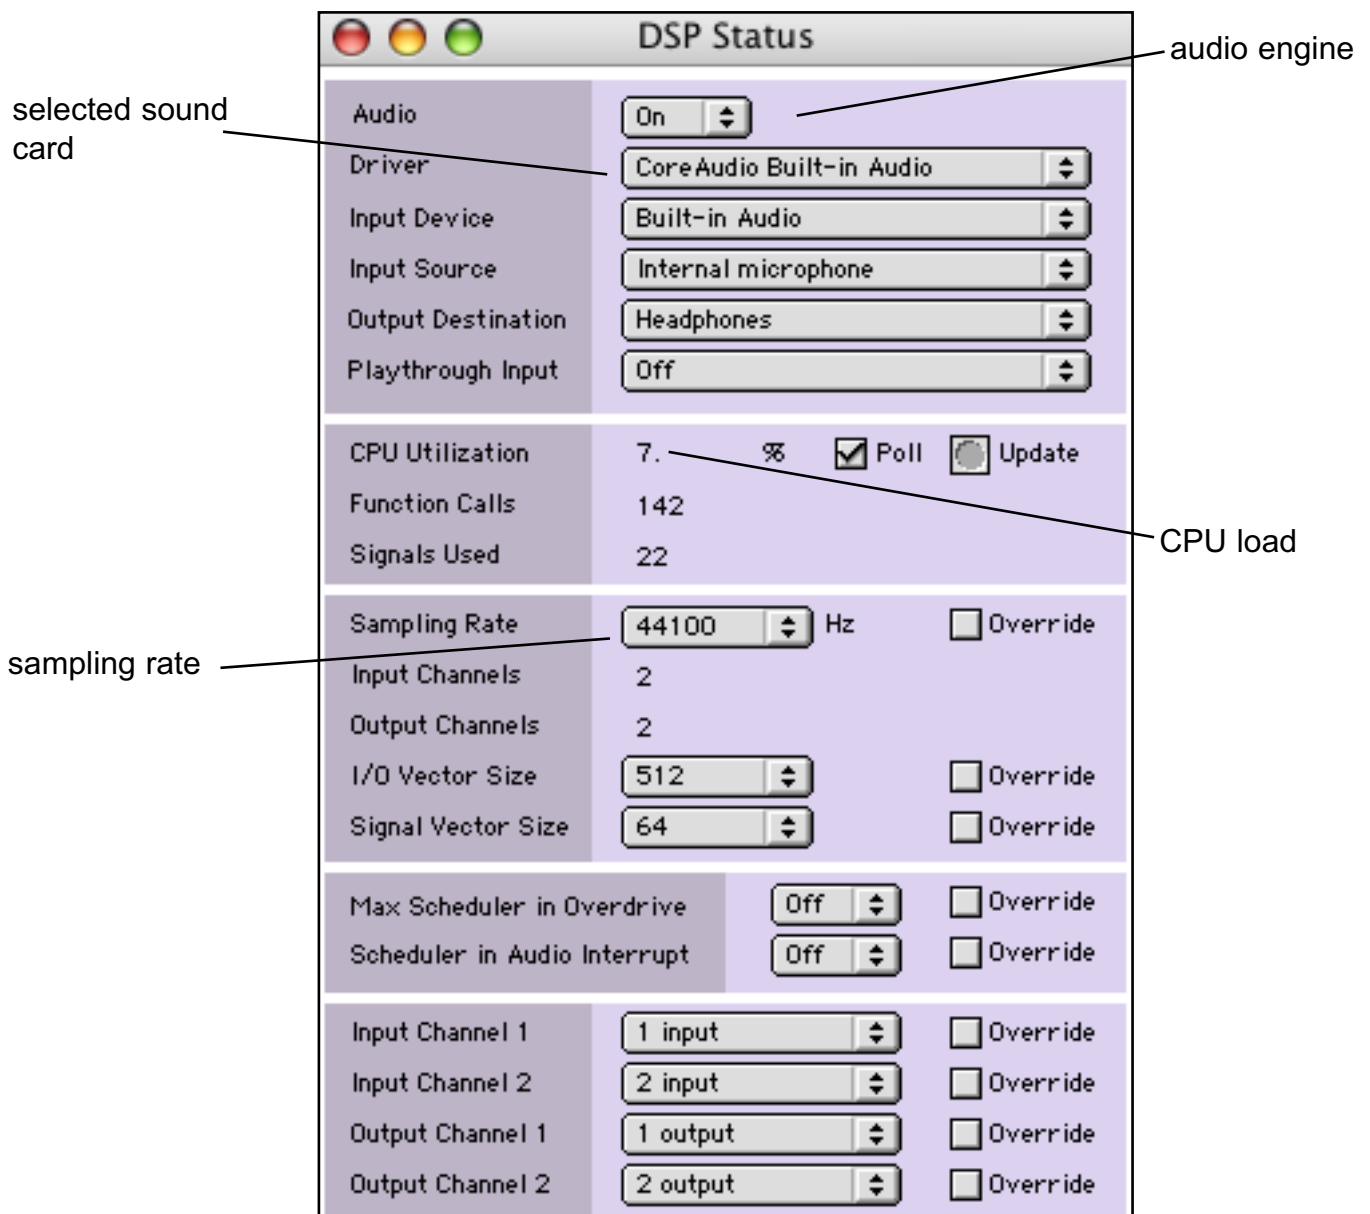 DSP Status
audio engine
selected sound
card
Audio On
Driver CoreAudio Built-in Audio
Input Device Built-in Audio
Input Source Internal microphone
Output Destination Headphones
Playthrough Input Off
CPU Utilization 7. % Poll Update
Function Calls 142
CPU load
Signals Used 22
Sampling Rate 44100 Hz Override
sampling rate
Input Channels 2
Output Channels 2
I/O Vector Size 512 Override
Signal Vector Size 64 Override
Max Scheduler in Overdrive Off Override
Scheduler in Audio Interrupt Off Override
Input Channel 1 1 input Override
Input Channel 2 2 input Override
Output Channel 1 1 output Override
Output Channel 2 2 output Override